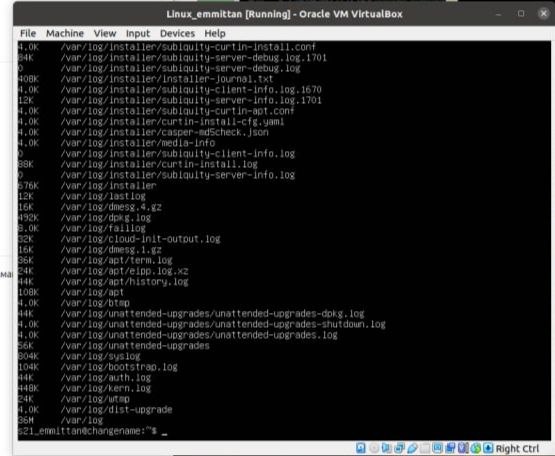 Linux_emmittan [Running] - Oracle VM VirtualBox
File Machine View Input Devices Help
4.0K /var/log/installer/subiquity-curtin-install.conf
84K /var/log/installer/subiquity-server-debug.log.1701
0 /var/log/installer/subiquity-server-debug.log
408K /var/log/installer/installer-journal.txt
4.0K /var/log/installer/subiquity-client-info.log.1670
12K /var/log/installer/subiquity-server-info.log.1701
4.0K /var/log/installer/subiquity-curtin-apt.conf
4.0K /var/log/installer/curtin-install-cfg.yaml
4.0K /var/log/installer/casper-md5check.json
4.0K /var/log/installer/media-info
0 /var/log/installer/subiquity-client-info.log
88K /var/log/installer/curtin-install.log
0 /var/log/installer/subiquity-server-info.log
676K /var/log/installer
12K /var/log/lastlog
16K /var/log/dmesg.4.gz
492K /var/log/dpkg.log
8.0K /var/log/faillog
32K /var/log/cloud-init-output.log
16K /var/log/dmesg.1.gz
36K /var/log/apt/term.log
24K /var/log/apt/eipp.log.xz
44K /var/log/apt/history.log
108K /var/log/apt
4.0K /var/log/btmp
44K /var/log/unattended-upgrades/unattended-upgrades-dpkg.log
4.0K /var/log/unattended-upgrades/unattended-upgrades-shutdown.log
4.0K /var/log/unattended-upgrades/unattended-upgrades.log
56K /var/log/unattended-upgrades
804K /var/log/syslog
104K /var/log/bootstrap.log
44K /var/log/auth.log
448K /var/log/kern.log
24K /var/log/wtmp
4.0K /var/log/dist-upgrade
36M /var/log
s21_emmittan@changename:~$ _
Right Ctrl